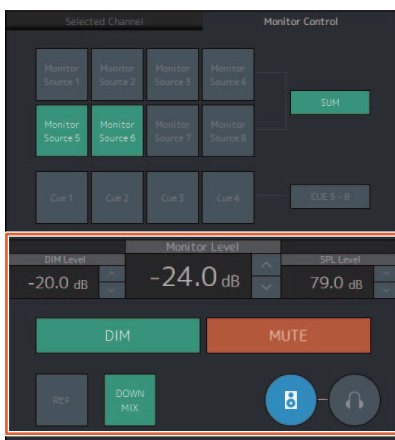 Selected Channel
Monitor Control
Monitor
Source 1
Monitor
Source 2
Monitor
Source 3
Monitor
Source 4
SUM
Monitor
Source 5
Monitor
Source 6
Monitor
Source 7
Monitor
Source 8
Cue 1
Cue 2
Cue 3
Cue 4
CUE 5 - 8
Monitor Level
DIM Level
-20.0 dB
-24.0 dB
SPL Level
79.0 dB
DIM
MUTE
REF
DOWN
MIX